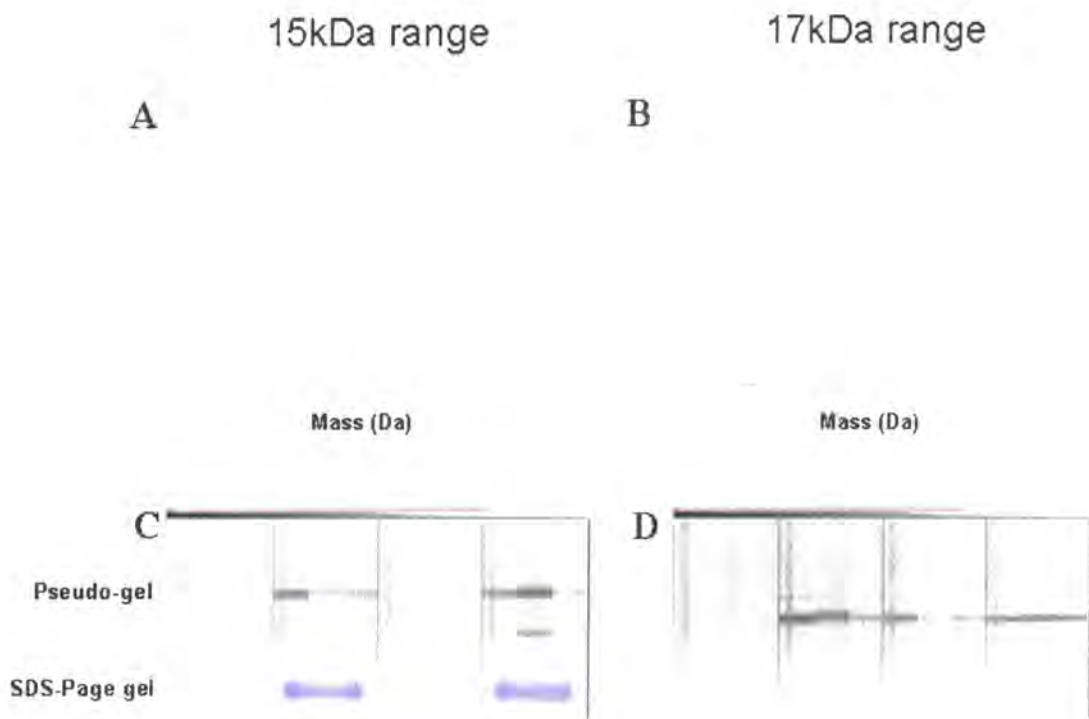 15kDa range
17kDa range
A
B
Mass (Da)
Mass (Da)
C
D
Pseudo-gel
SDS-Page gel